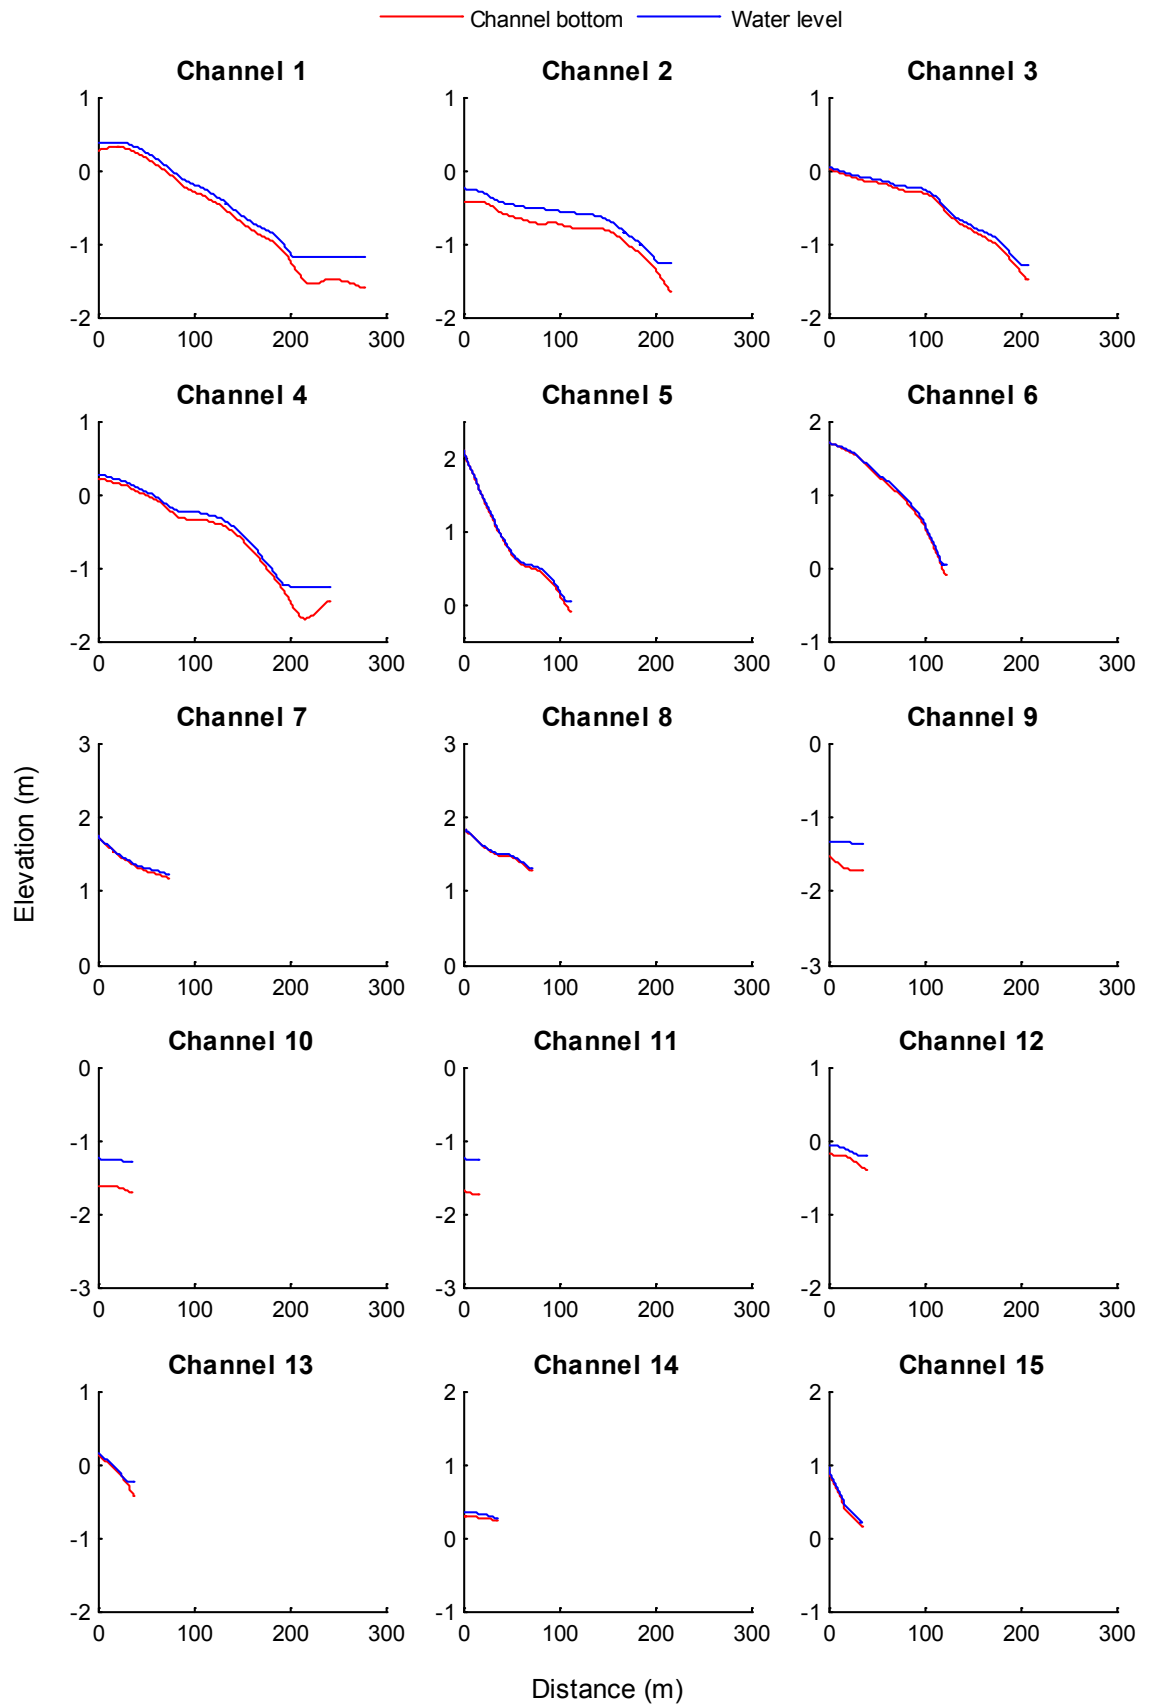 Channel bottom Water level
Channel 1 Channel 2 Channel 3
1 1 1
0 0 0
-1 -1 -1
-2 -2 -2
0 100 200 300 0 100 200 300 0 100 200 300
Channel 4 Channel 5 Channel 6
1 2 2
0 1 1
-1 0 0
-2 -1
0 100 200 300 0 100 200 300 0 100 200 300
Channel 7 Channel 8 Channel 9
3 3 0
2 2 -1
1 1 -2
0 0 -3
0 100 200 300 0 100 200 300 0 100 200 300
Elevation (m)
Channel 10 Channel 11 Channel 12
0 0 1
-1 -1 0
-2 -2 -1
-3 -3 -2
0 100 200 300 0 100 200 300 0 100 200 300
Channel 13 Channel 14 Channel 15
1 2 2
0 1 1
-1 0 0
-2 -1 -1
0 100 200 300 0 100 200 300 0 100 200 300
Distance (m)